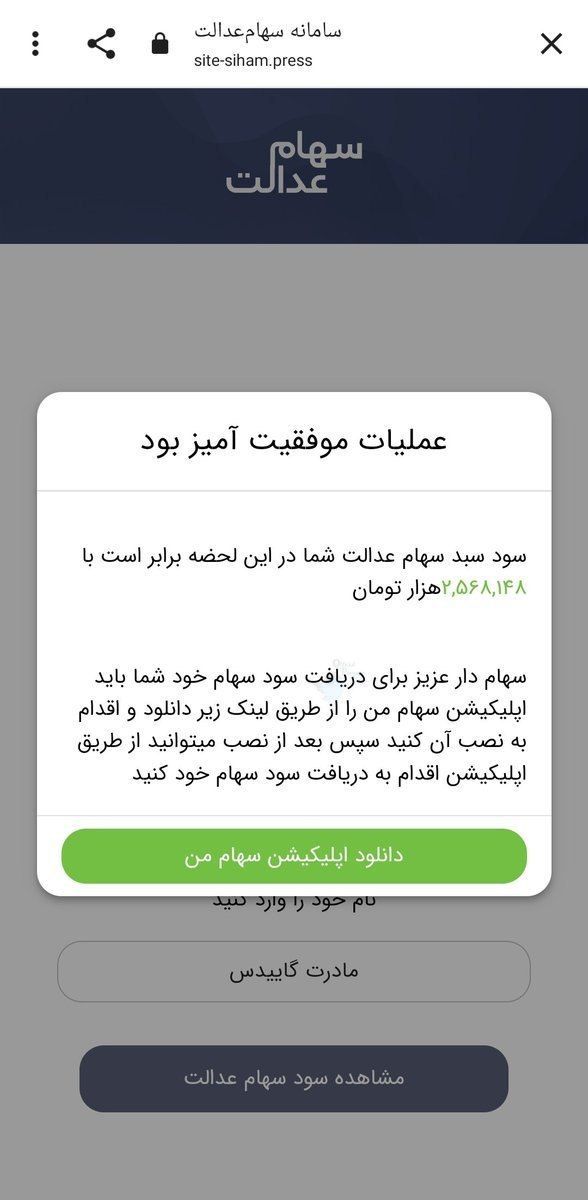 سامانه سهام‌عدالت
site-siham.press
سهام
عدالت
عملیات موفقیت آمیز بود
سود سبد سهام عدالت شما در این لحضه برابر است با
۲,۵۶۸,۱۴۸هزار تومان
سهام دار عزیز برای دریافت سود سهام خود شما باید
اپلیکیشن سهام من را از طریق لینک زیر دانلود و اقدام
به نصب آن کنید سپس بعد از نصب میتوانید از طریق
اپلیکیشن اقدام به دریافت سود سهام خود کنید
دانلود اپلیکیشن سهام من
نام خود را وارد کنید
مادرت گاییدس
مشاهده سود سهام عدالت